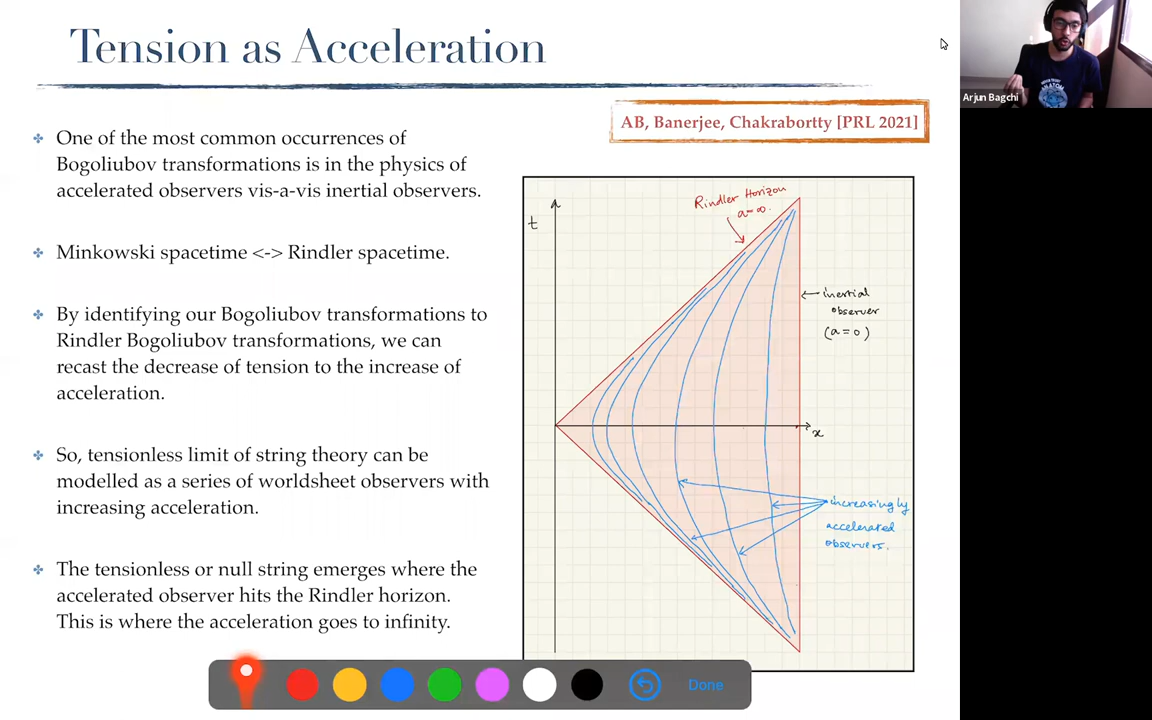 Tension as Acceleration
Arjun Bagchi
AB, Banerjee, Chakrabortty [PRL 2021]
❖ One of the most common occurrences of
Bogoliubov transformations is in the physics of
accelerated observers vis-a-vis inertial observers.
❖ Minkowski spacetime <-> Rindler spacetime.
❖ By identifying our Bogoliubov transformations to
Rindler Bogoliubov transformations, we can
recast the decrease of tension to the increase of
acceleration.
❖ So, tensionless limit of string theory can be
modelled as a series of worldsheet observers with
increasing acceleration.
❖ The tensionless or null string emerges where the
accelerated observer hits the Rindler horizon.
This is where the acceleration goes to infinity.
Rindler Horizon
a=∞.
t
inertial
observer
(a=0)
x
increasingly
accelerated
observers.
Done